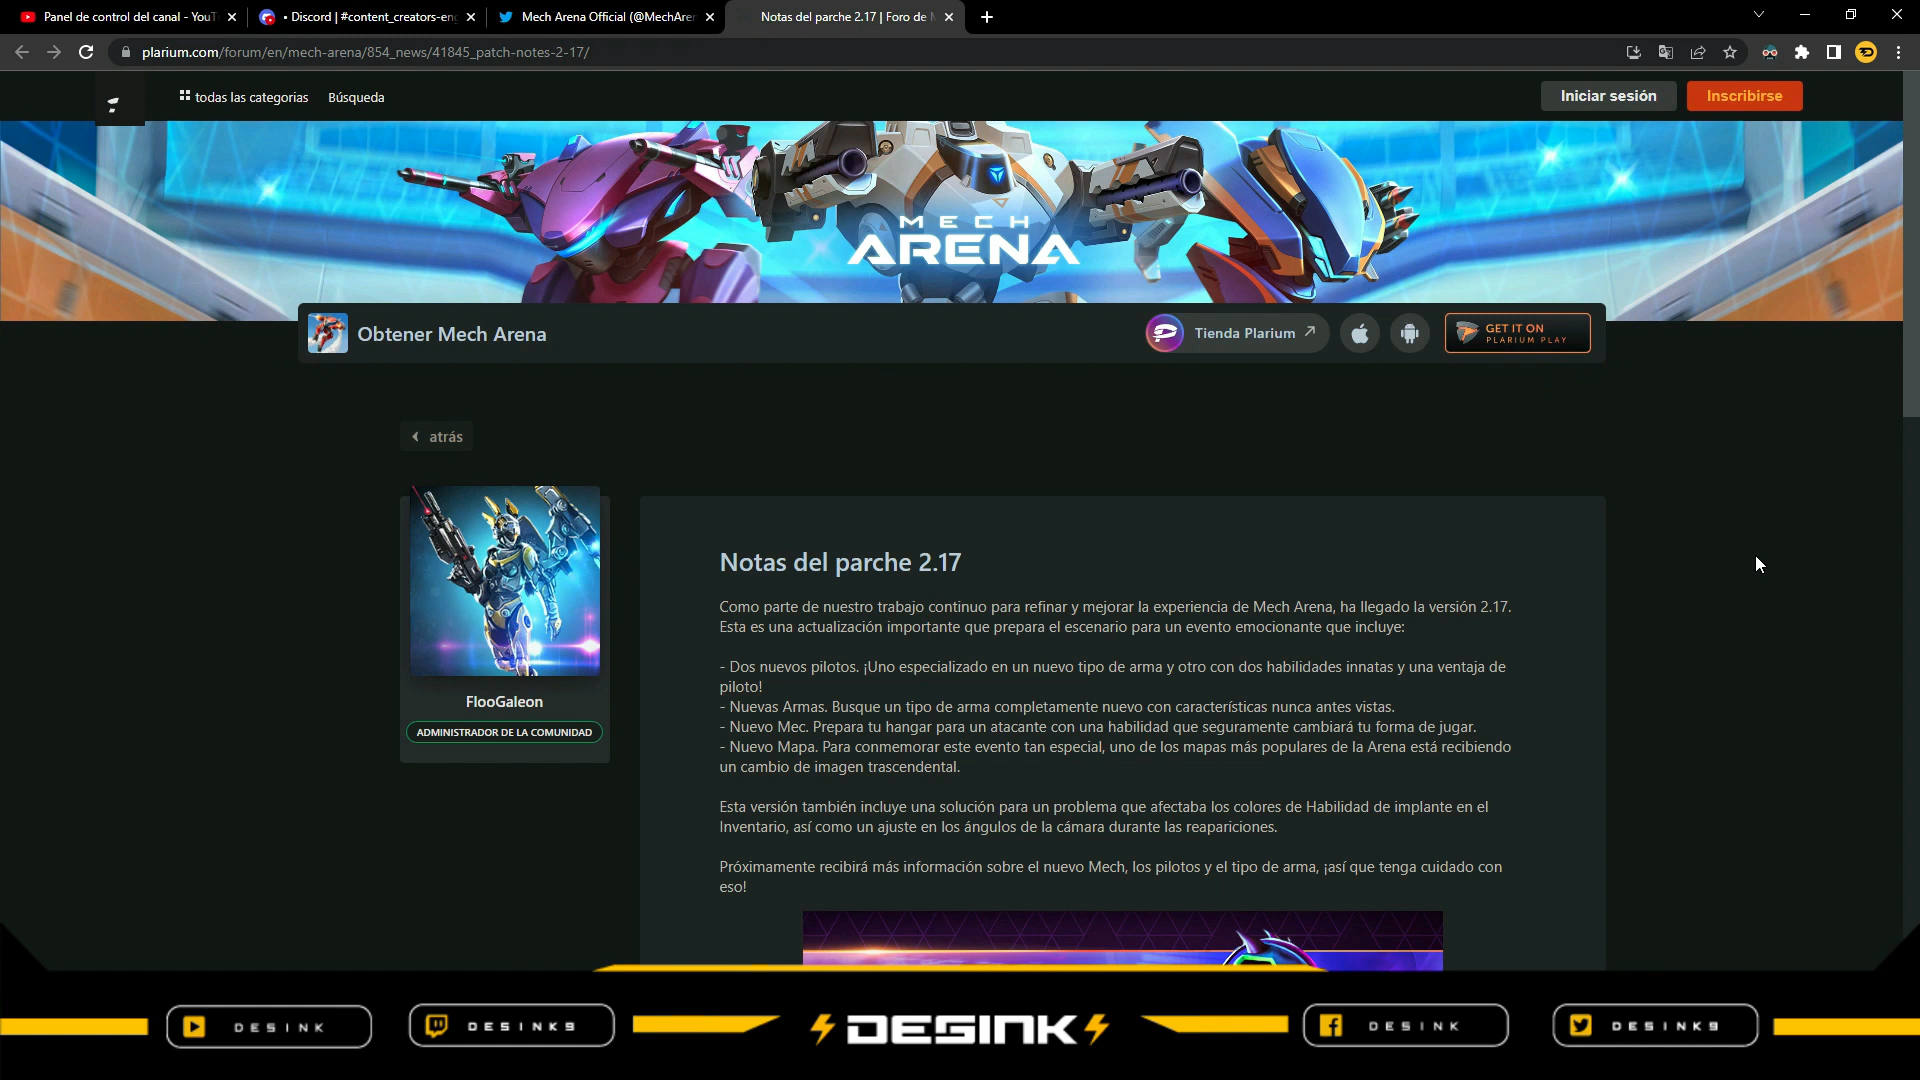 Panel de control del canal - YouT
• Discord | #content_creators-en
Mech Arena Official (@MechAre
Notas del parche 2.17 | Foro de M
plarium.com/forum/en/mech-arena/854_news/41845_patch-notes-2-17/
todas las categorias
Búsqueda
Iniciar sesión
Inscribirse
MECH
ARENA
Obtener Mech Arena
Tienda Plarium
GET IT ON
PLARIUM PLAY
atrás
FlooGaleon
ADMINISTRADOR DE LA COMUNIDAD
Notas del parche 2.17
Como parte de nuestro trabajo continuo para refinar y mejorar la experiencia de Mech Arena, ha llegado la versión 2.17.
Esta es una actualización importante que prepara el escenario para un evento emocionante que incluye:
- Dos nuevos pilotos. ¡Uno especializado en un nuevo tipo de arma y otro con dos habilidades innatas y una ventaja de
piloto!
- Nuevas Armas. Busque un tipo de arma completamente nuevo con características nunca antes vistas.
- Nuevo Mec. Prepara tu hangar para un atacante con una habilidad que seguramente cambiará tu forma de jugar.
- Nuevo Mapa. Para conmemorar este evento tan especial, uno de los mapas más populares de la Arena está recibiendo
un cambio de imagen trascendental.
Esta versión también incluye una solución para un problema que afectaba los colores de Habilidad de implante en el
Inventario, así como un ajuste en los ángulos de la cámara durante las reapariciones.
Próximamente recibirá más información sobre el nuevo Mech, los pilotos y el tipo de arma, ¡así que tenga cuidado con
eso!
DESINK
DESINK9
DESINK
DESINK
DESINK9